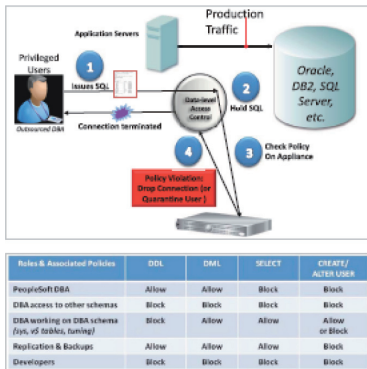 Production
Traffic
Application Servers
Privileged
Users
1
Issues SQL
2
Hold SQL
Oracle,
DB2, SQL
Server,
etc.
Data-level
Access
Control
Outsourced DBA
Connection terminated
4
3
Check Policy
On Appliance
Policy Violation:
Drop Connection (or
Quarantine User )
Roles & Associated Policies DDL DML SELECT CREATE/
ALTER USER
PeopleSoft DBA Allow Allow Block Block
DBA access to other schemas Block Block Block Block
DBA working on DBA schema
(sys, v$ tables, tuning) Block Allow Allow Allow
or Block
Replication & Backups Allow Allow Allow Block
Developers Block Block Block Block